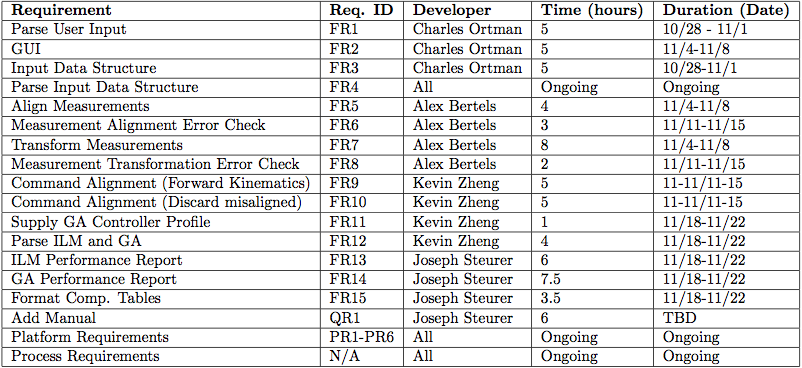 Requirement Req. ID Developer Time (hours) Duration (Date)
Parse User Input FR1 Charles Ortman 5 10/28 - 11/1
GUI FR2 Charles Ortman 5 11/4-11/8
Input Data Structure FR3 Charles Ortman 5 10/28-11/1
Parse Input Data Structure FR4 All Ongoing Ongoing
Align Measurements FR5 Alex Bertels 4 11/4-11/8
Measurement Alignment Error Check FR6 Alex Bertels 3 11/11-11/15
Transform Measurements FR7 Alex Bertels 8 11/4-11/8
Measurement Transformation Error Check FR8 Alex Bertels 2 11/11-11/15
Command Alignment (Forward Kinematics) FR9 Kevin Zheng 5 11-11/11-15
Command Alignment (Discard misaligned) FR10 Kevin Zheng 5 11-11/11-15
Supply GA Controller Profile FR11 Kevin Zheng 1 11/18-11/22
Parse ILM and GA FR12 Kevin Zheng 4 11/18-11/22
ILM Performance Report FR13 Joseph Steurer 6 11/18-11/22
GA Performance Report FR14 Joseph Steurer 7.5 11/18-11/22
Format Comp. Tables FR15 Joseph Steurer 3.5 11/18-11/22
Add Manual QR1 Joseph Steurer 6 TBD
Platform Requirements PR1-PR6 All Ongoing Ongoing
Process Requirements N/A All Ongoing Ongoing